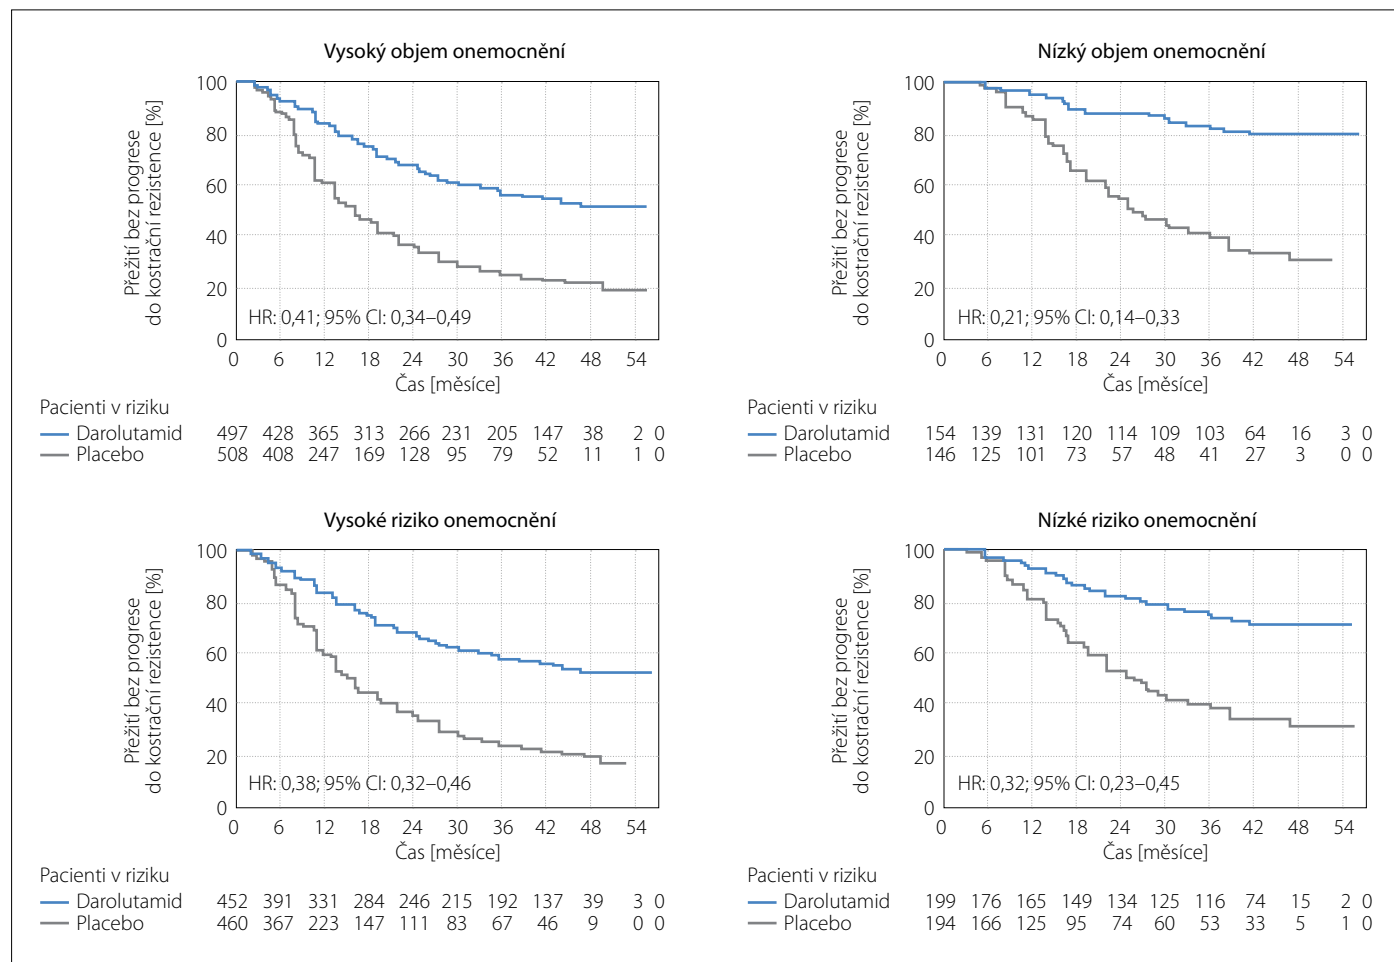 Vysoký objem onemocnění
Přežití bez progrese
do kostrační rezistence [%]
100
80
60
40
20
0
HR: 0,41; 95% CI: 0,34–0,49
0 6 12 18 24 30 36 42 48 54
Čas [měsíce]
Pacienti v riziku
Darolutamid 497 428 365 313 266 231 205 147 38 2 0
Placebo 508 408 247 169 128 95 79 52 11 1 0
Nízký objem onemocnění
Přežití bez progrese
do kostrační rezistence [%]
100
80
60
40
20
0
HR: 0,21; 95% CI: 0,14–0,33
0 6 12 18 24 30 36 42 48 54
Čas [měsíce]
Pacienti v riziku
Darolutamid 154 139 131 120 114 109 103 64 16 3 0
Placebo 146 125 101 73 57 48 41 27 3 0 0
Vysoké riziko onemocnění
Přežití bez progrese
do kostrační rezistence [%]
100
80
60
40
20
0
HR: 0,38; 95% CI: 0,32–0,46
0 6 12 18 24 30 36 42 48 54
Čas [měsíce]
Pacienti v riziku
Darolutamid 452 391 331 284 246 215 192 137 39 3 0
Placebo 460 367 223 147 111 83 67 46 9 0 0
Nízké riziko onemocnění
Přežití bez progrese
do kostrační rezistence [%]
100
80
60
40
20
0
HR: 0,32; 95% CI: 0,23–0,45
0 6 12 18 24 30 36 42 48 54
Čas [měsíce]
Pacienti v riziku
Darolutamid 199 176 165 149 134 125 116 74 15 2 0
Placebo 194 166 125 95 74 60 53 33 5 1 0